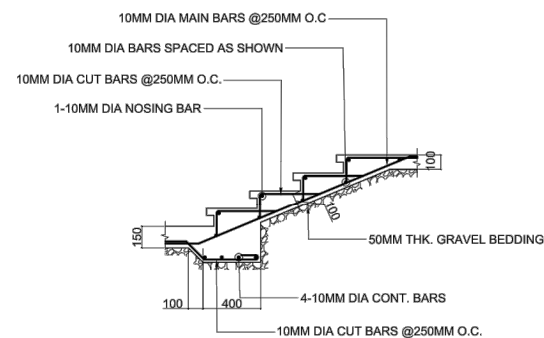 10MM DIA MAIN BARS @250MM O.C
10MM DIA BARS SPACED AS SHOWN
10MM DIA CUT BARS @250MM O.C.
1-10MM DIA NOSING BAR
100
100
150
50MM THK. GRAVEL BEDDING
100
400
4-10MM DIA CONT. BARS
10MM DIA CUT BARS @250MM O.C.